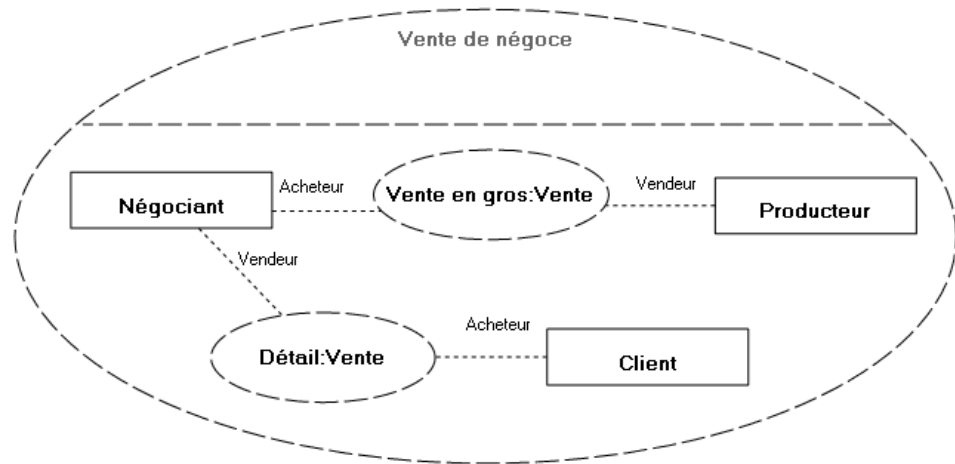 Vente de négoce
Acheteur
Vente en gros:Vente
Vendeur
Négociant
Producteur
Vendeur
Acheteur
Détail:Vente
Client